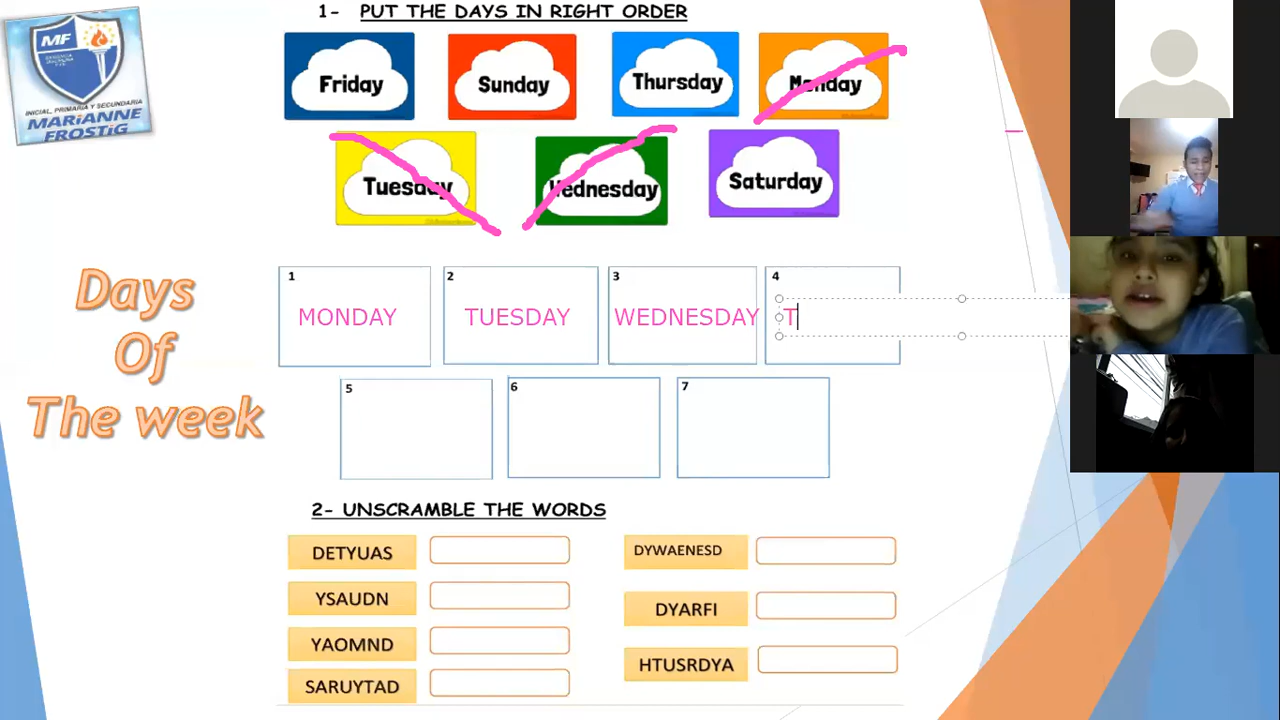 MF
INICIAL, PRIMARIA Y SECUNDARIA
MARiANNE
FROSTiG
1- PUT THE DAYS IN RIGHT ORDER
Friday
Sunday
Thursday
Monday
Tuesday
Wednesday
Saturday
Days
Of
The week
1
MONDAY
2
TUESDAY
3
WEDNESDAY
4
T
5
6
7
2- UNSCRAMBLE THE WORDS
DETYUAS
DYWAENESD
YSAUDN
DYARFI
YAOMND
HTUSRDYA
SARUYTAD